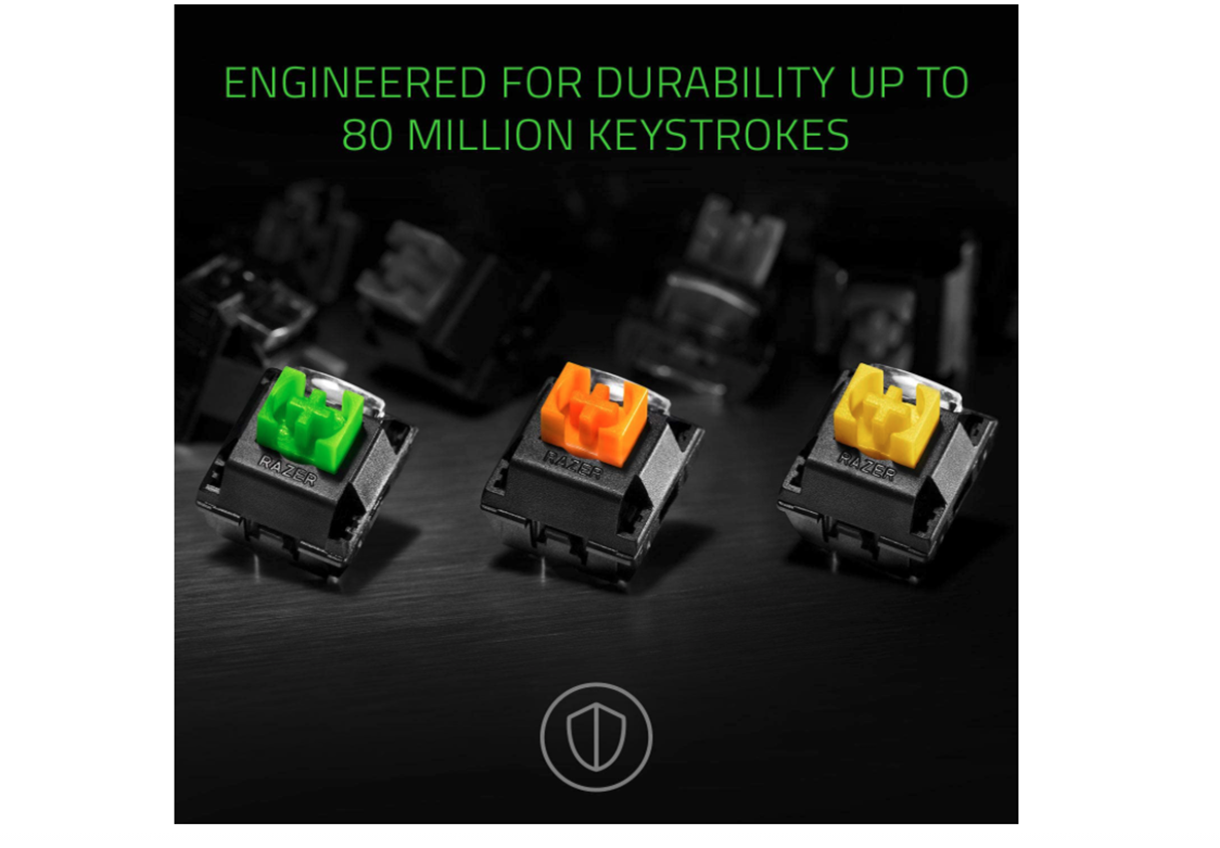 ENGINEERED FOR DURABILITY UP TO
80 MILLION KEYSTROKES
RAZER
RAZER
RAZER